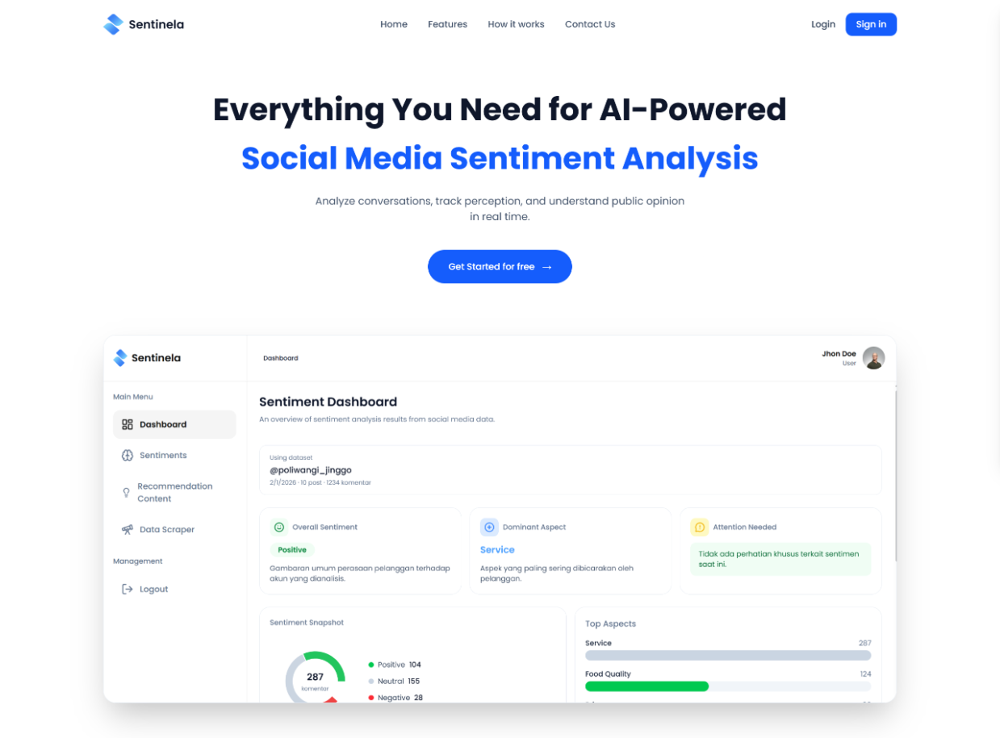 Sentinela
Home Features How it works Contact Us
Login Sign in
Everything You Need for AI-Powered
Social Media Sentiment Analysis
Analyze conversations, track perception, and understand public opinion
in real time.
Get Started for free →
Sentinela
Dashboard
Jhon Doe
User
Main Menu
Dashboard
Sentiments
Recommendation
Content
Data Scraper
Management
Logout
Sentiment Dashboard
An overview of sentiment analysis results from social media data.
Using dataset
@poliwangi_jinggo
2/1/2026 · 10 post · 1234 komentar
Overall Sentiment
Positive
Gambaran umum perasaan pelanggan terhadap
akun yang dianalisis.
Dominant Aspect
Service
Aspek yang paling sering dibicarakan oleh
pelanggan.
Attention Needed
Tidak ada perhatian khusus terkait sentimen
saat ini.
Sentiment Snapshot
287
komentar
Positive 104
Neutral 155
Negative 28
Top Aspects
Service 287
Food Quality 124